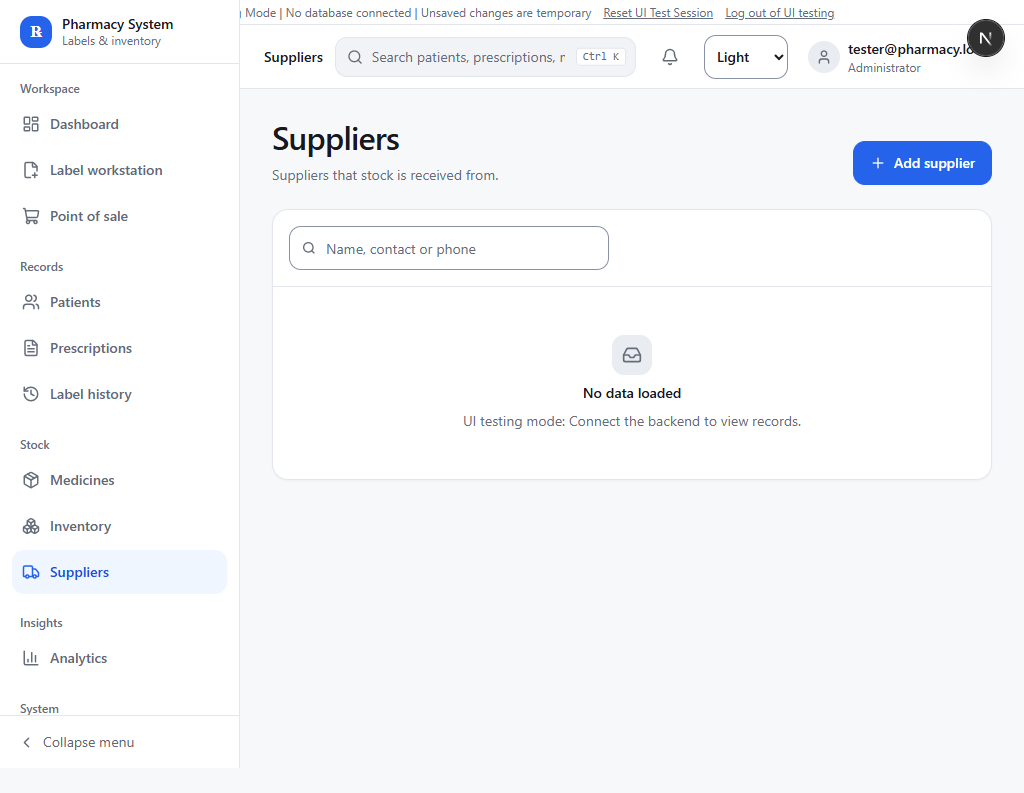 Pharmacy System
Labels & inventory
Mode | No database connected | Unsaved changes are temporary Reset UI Test Session Log out of UI testing
Suppliers
Search patients, prescriptions,
Ctrl K
Light
tester@pharmacy.lo
Administrator
N
Workspace
Dashboard
Label workstation
Point of sale
Records
Patients
Prescriptions
Label history
Stock
Medicines
Inventory
Suppliers
Insights
Analytics
System
Collapse menu
Suppliers
Suppliers that stock is received from.
Add supplier
Name, contact or phone
No data loaded
UI testing mode: Connect the backend to view records.